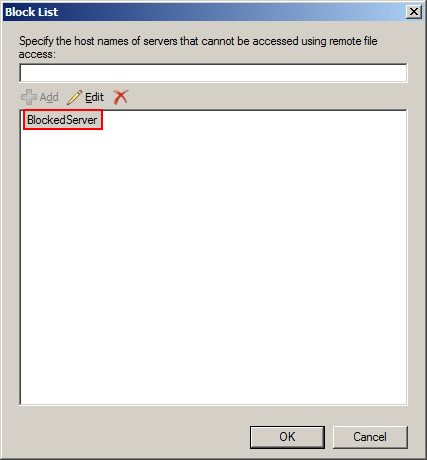 Block List
Specify the host names of servers that cannot be accessed using remote file
access:
Add Edit
BlockedServer
OK Cancel